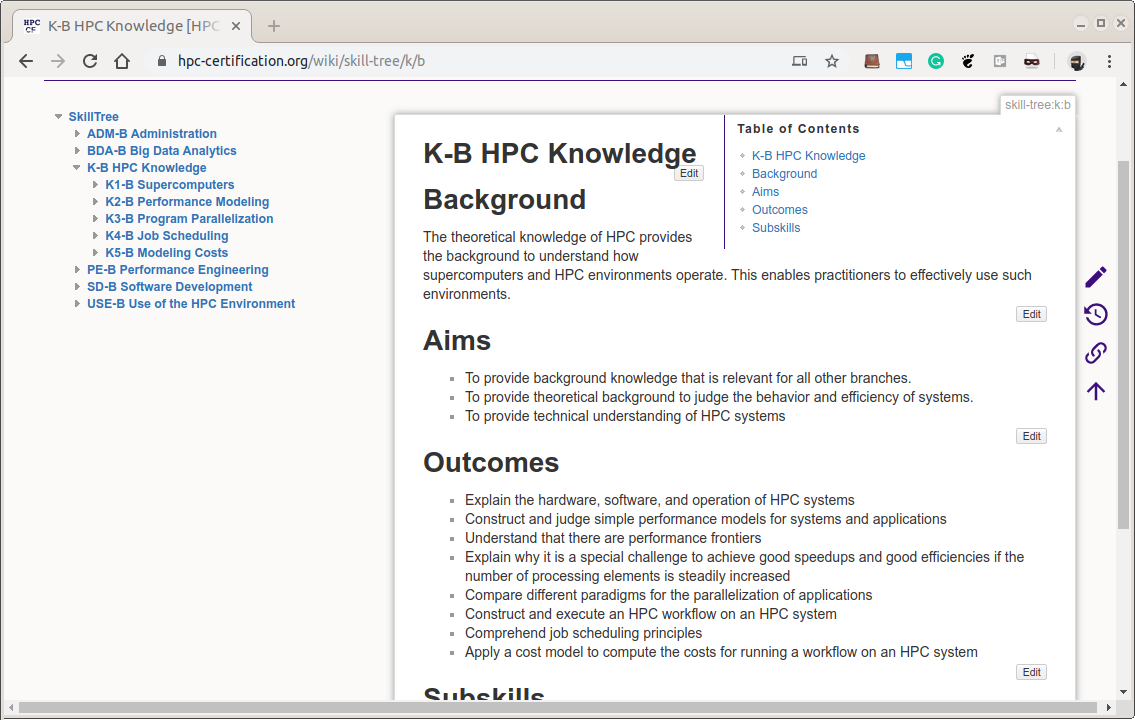 HPC
CF
K-B HPC Knowledge [HPC
hpc-certification.org/wiki/skill-tree/k/b
skill-tree:k:b
SkillTree
ADM-B Administration
BDA-B Big Data Analytics
K-B HPC Knowledge
K1-B Supercomputers
K2-B Performance Modeling
K3-B Program Parallelization
K4-B Job Scheduling
K5-B Modeling Costs
PE-B Performance Engineering
SD-B Software Development
USE-B Use of the HPC Environment
Table of Contents
K-B HPC Knowledge
Background
Aims
Outcomes
Subskills
K-B HPC Knowledge
Edit
Background
The theoretical knowledge of HPC provides
the background to understand how
supercomputers and HPC environments operate. This enables practitioners to effectively use such
environments.
Edit
Aims
To provide background knowledge that is relevant for all other branches.
To provide theoretical background to judge the behavior and efficiency of systems.
To provide technical understanding of HPC systems
Edit
Outcomes
Explain the hardware, software, and operation of HPC systems
Construct and judge simple performance models for systems and applications
Understand that there are performance frontiers
Explain why it is a special challenge to achieve good speedups and good efficiencies if the
number of processing elements is steadily increased
Compare different paradigms for the parallelization of applications
Construct and execute an HPC workflow on an HPC system
Comprehend job scheduling principles
Apply a cost model to compute the costs for running a workflow on an HPC system
Edit
Subskills